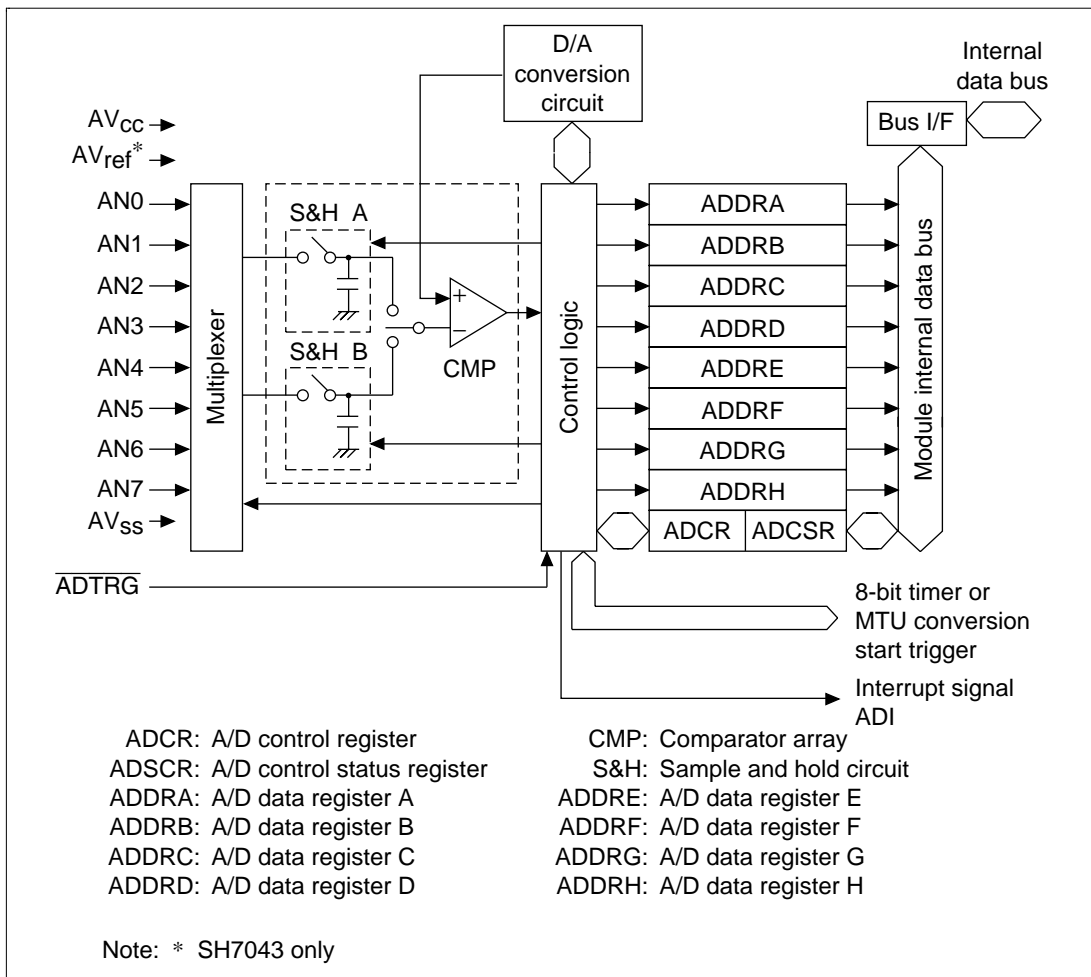 D/A
conversion
circuit
Internal
data bus
Bus I/F
AVcc
AVref*
AN0
AN1
AN2
AN3
AN4
AN5
AN6
AN7
AVss
ADTRG
Multiplexer
S&H A
S&H B
+
−
CMP
Control logic
ADDRA
ADDRB
ADDRC
ADDRD
ADDRE
ADDRF
ADDRG
ADDRH
ADCR
ADCSR
Module internal data bus
8-bit timer or
MTU conversion
start trigger
Interrupt signal
ADI
ADCR: A/D control register
ADSCR: A/D control status register
ADDRA: A/D data register A
ADDRB: A/D data register B
ADDRC: A/D data register C
ADDRD: A/D data register D
CMP: Comparator array
S&H: Sample and hold circuit
ADDRE: A/D data register E
ADDRF: A/D data register F
ADDRG: A/D data register G
ADDRH: A/D data register H
Note: * SH7043 only